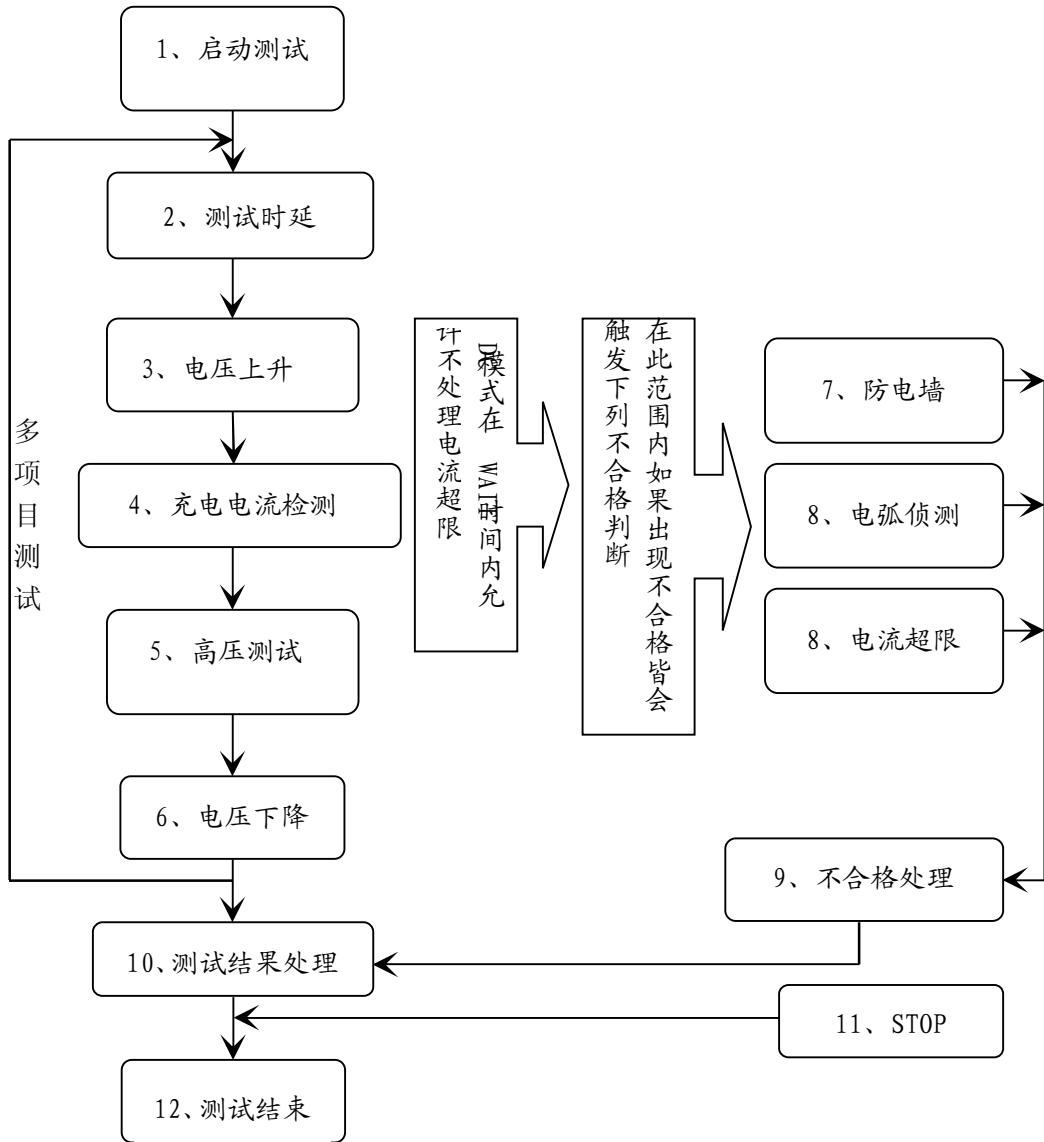 1、启动测试
2、测试时延
3、电压上升
4、充电电流检测
5、高压测试
6、电压下降
多项目测试
DC模式在 WAIT时间内允
许不处理电流超限
在此范围内如果出现不合格皆会
触发下列不合格判断
7、防电墙
8、电弧侦测
8、电流超限
9、不合格处理
10、测试结果处理
11、STOP
12、测试结束